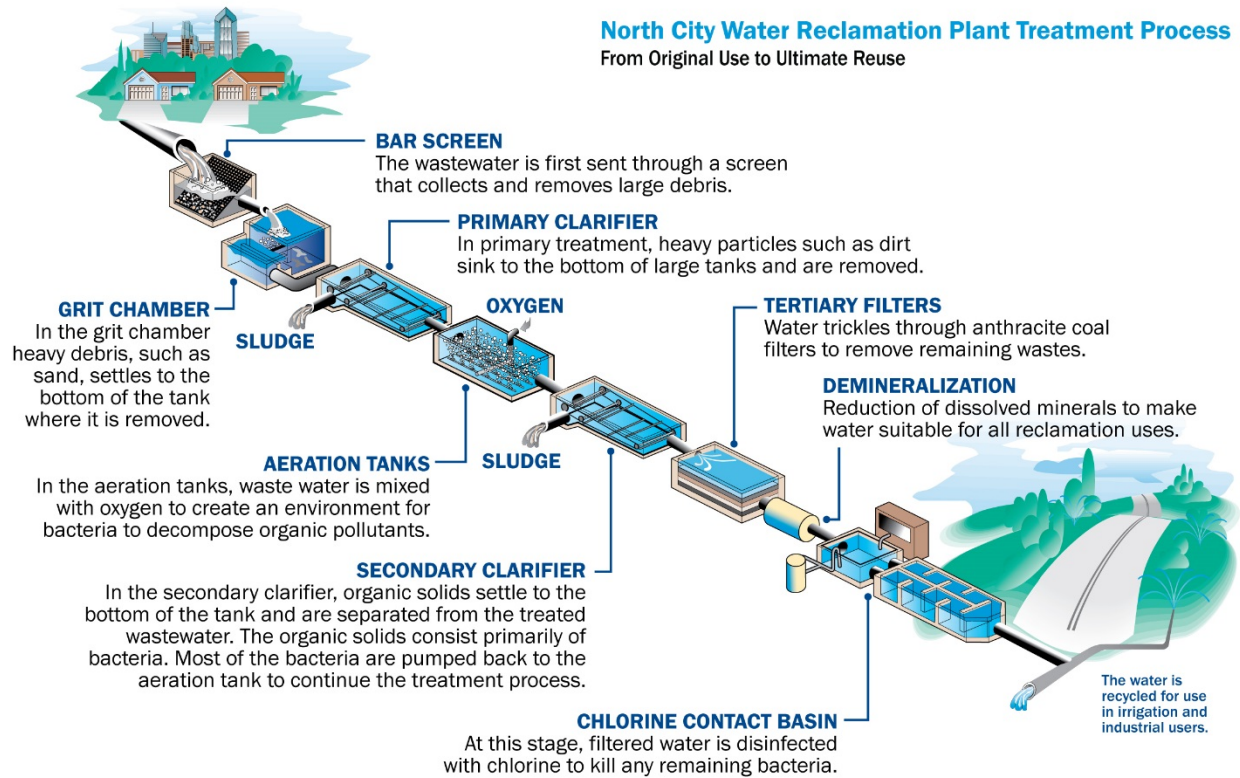 North City Water Reclamation Plant Treatment Process
From Original Use to Ultimate Reuse
BAR SCREEN
The wastewater is first sent through a screen
that collects and removes large debris.
PRIMARY CLARIFIER
In primary treatment, heavy particles such as dirt
sink to the bottom of large tanks and are removed.
GRIT CHAMBER
In the grit chamber
heavy debris, such as
sand, settles to the
bottom of the tank
where it is removed.
SLUDGE
OXYGEN
TERTIARY FILTERS
Water trickles through anthracite coal
filters to remove remaining wastes.
DEMINERALIZATION
Reduction of dissolved minerals to make
water suitable for all reclamation uses.
AERATION TANKS
In the aeration tanks, waste water is mixed
with oxygen to create an environment for
bacteria to decompose organic pollutants.
SLUDGE
SECONDARY CLARIFIER
In the secondary clarifier, organic solids settle to the
bottom of the tank and are separated from the treated
wastewater. The organic solids consist primarily of
bacteria. Most of the bacteria are pumped back to the
aeration tank to continue the treatment process.
CHLORINE CONTACT BASIN
At this stage, filtered water is disinfected
with chlorine to kill any remaining bacteria.
The water is
recycled for use
in irrigation and
industrial users.